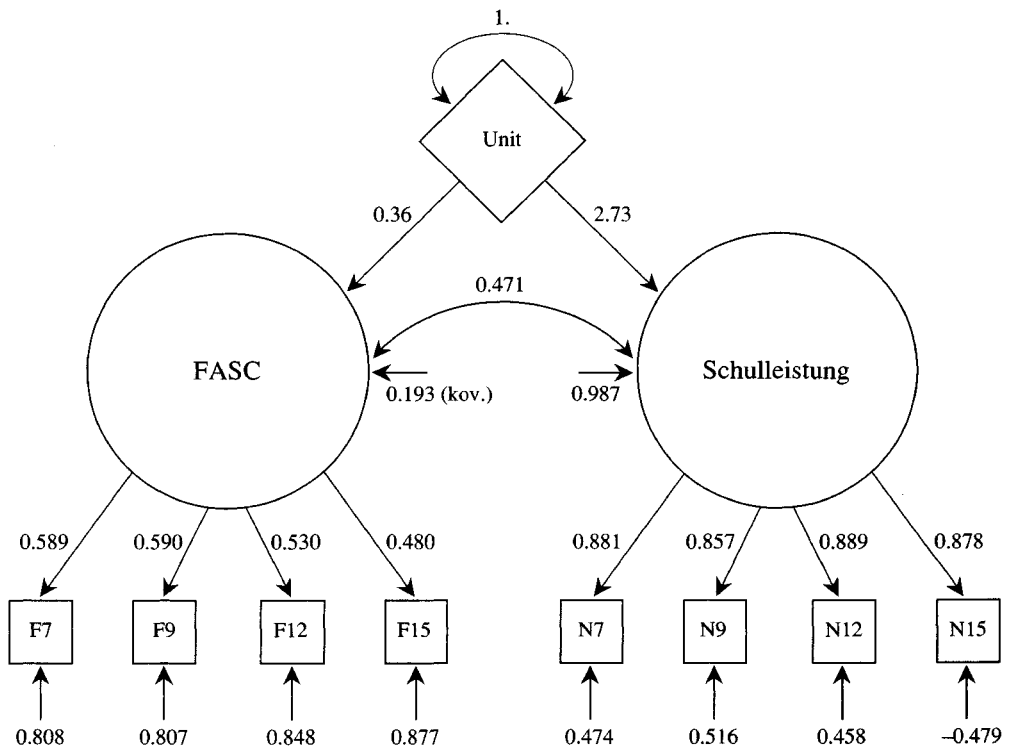 1.
Unit
0.36 2.73
0.471
FASC Schulleistung
0.193 (kov.) 0.987
0.589 0.590 0.530 0.480 0.881 0.857 0.889 0.878
F7 F9 F12 F15 N7 N9 N12 N15
0.808 0.807 0.848 0.877 0.474 0.516 0.458 –0.479